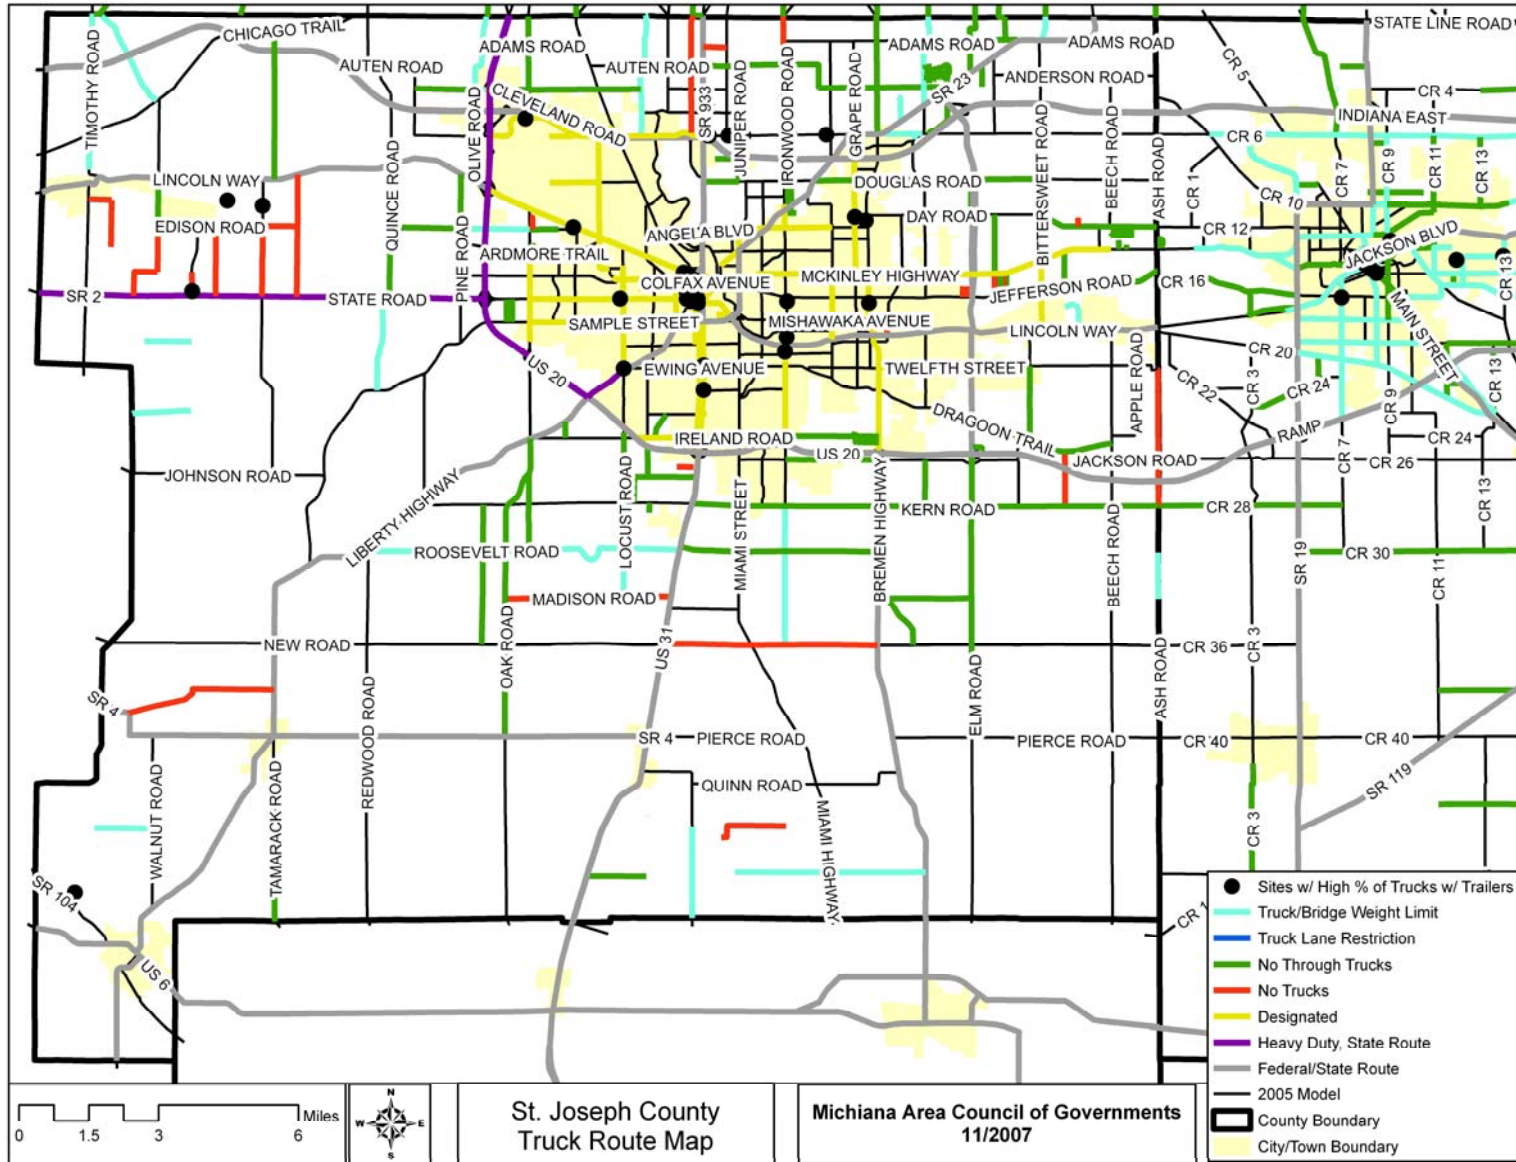 STATE LINE ROAD
CHICAGO TRAIL
TIMOTHY ROAD
ADAMS ROAD
ADAMS ROAD
ADAMS ROAD
AUTEN ROAD
AUTEN ROAD
ANDERSON ROAD
CR 5
OLIVE ROAD
CLEVELAND ROAD
SR 933
JUNIPER ROAD
IRONWOOD ROAD
GRAPE ROAD
SR 23
CR 4
INDIANA EAST
CR 6
BITTERSWEET ROAD
BEECH ROAD
ASH ROAD
CR 1
CR 7
CR 9
CR 11
CR 13
LINCOLN WAY
QUINCE ROAD
DOUGLAS ROAD
CR 10
EDISON ROAD
PINE ROAD
ANGELA BLVD
DAY ROAD
CR 12
JACKSON BLVD
ARDMORE TRAIL
COLFAX AVENUE
MCKINLEY HIGHWAY
JEFFERSON ROAD
CR 16
CR 13
SR 2
STATE ROAD
SAMPLE STREET
MISHAWAKA AVENUE
LINCOLN WAY
MAIN STREET
US 20
EWING AVENUE
TWELFTH STREET
APPLE ROAD
CR 20
CR 22
CR 3
CR 24
CR 9
CR 13
DRAGOON TRAIL
RAMP
IRELAND ROAD
US 20
CR 24
JOHNSON ROAD
JACKSON ROAD
CR 7
CR 26
LIBERTY HIGHWAY
LOCUST ROAD
MIAMI STREET
BREMEN HIGHWAY
KERN ROAD
CR 28
CR 13
ROOSEVELT ROAD
BEECH ROAD
SR 19
CR 30
CR 11
MADISON ROAD
NEW ROAD
OAK ROAD
US 31
CR 36
CR 3
SR 4
REDWOOD ROAD
ELM ROAD
ASH ROAD
SR 4
PIERCE ROAD
PIERCE ROAD
CR 40
CR 40
WALNUT ROAD
TAMARACK ROAD
QUINN ROAD
MIAMI HIGHWAY
SR 119
CR 3
SR 104
CR 1
US 6
Sites w/ High % of Trucks w/ Trailers
Truck/Bridge Weight Limit
Truck Lane Restriction
No Through Trucks
No Trucks
Designated
Heavy Duty, State Route
Federal/State Route
2005 Model
County Boundary
City/Town Boundary
Miles
0 1.5 3 6
N
W E
S
St. Joseph County
Truck Route Map
Michiana Area Council of Governments
11/2007